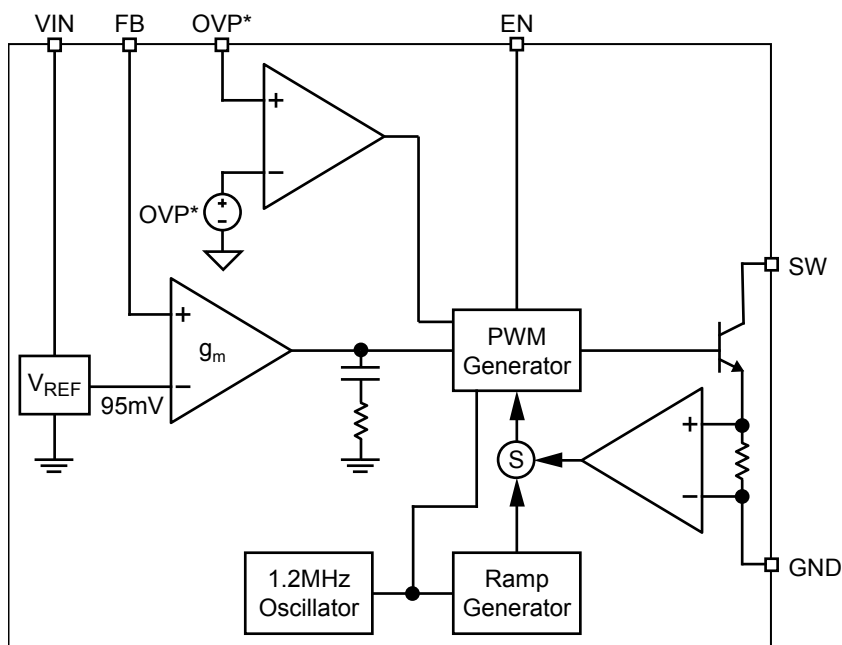 VIN
FB
OVP*
EN
+
−
OVP*
+
−
SW
+
gm
VREF
−
95mV
PWM
Generator
+
−
S
GND
1.2MHz
Oscillator
Ramp
Generator